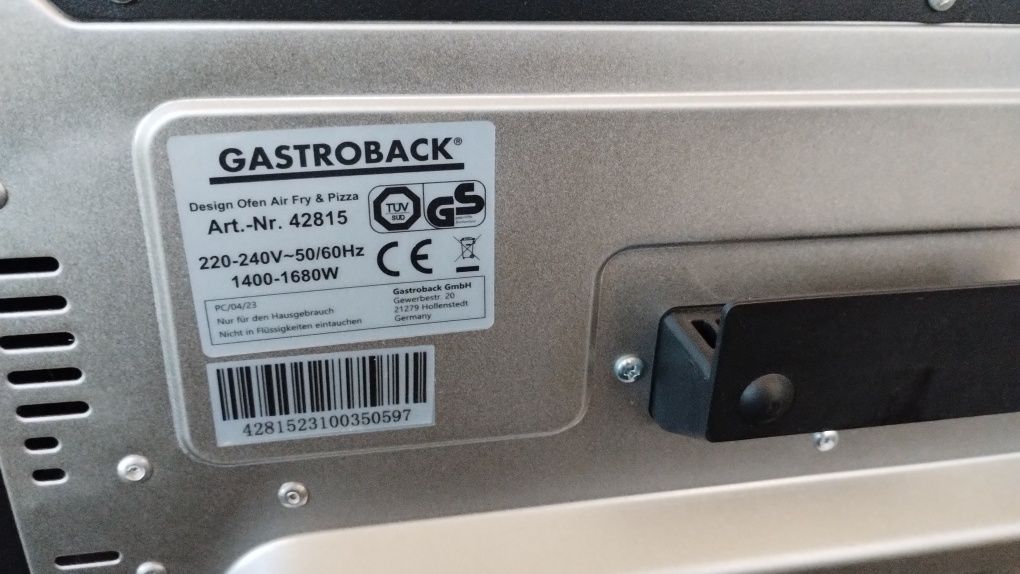 GASTROBACK®
Design Ofen Air Fry & Pizza
Art.-Nr. 42815
TÜV
SÜD
GS
220-240V~50/60Hz
1400-1680W
CE
PC/04/23
Nur für den Hausgebrauch
Nicht in Flüssigkeiten eintauchen
Gastroback GmbH
Gewerbestr. 20
21279 Hollenstedt
Germany
4281523100350597